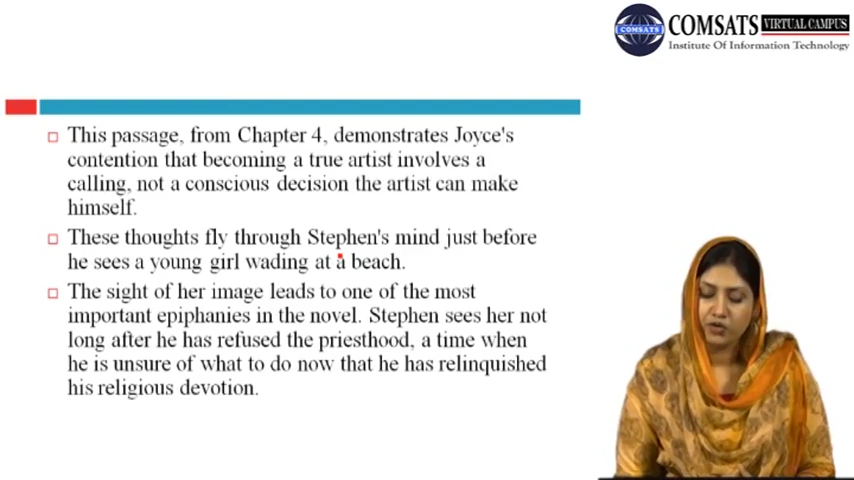 COMSATS VIRTUAL CAMPUS
COMSATS
Institute Of Information Technology
This passage, from Chapter 4, demonstrates Joyce's
contention that becoming a true artist involves a
calling, not a conscious decision the artist can make
himself.
These thoughts fly through Stephen's mind just before
he sees a young girl wading at a beach.
The sight of her image leads to one of the most
important epiphanies in the novel. Stephen sees her not
long after he has refused the priesthood, a time when
he is unsure of what to do now that he has relinquished
his religious devotion.